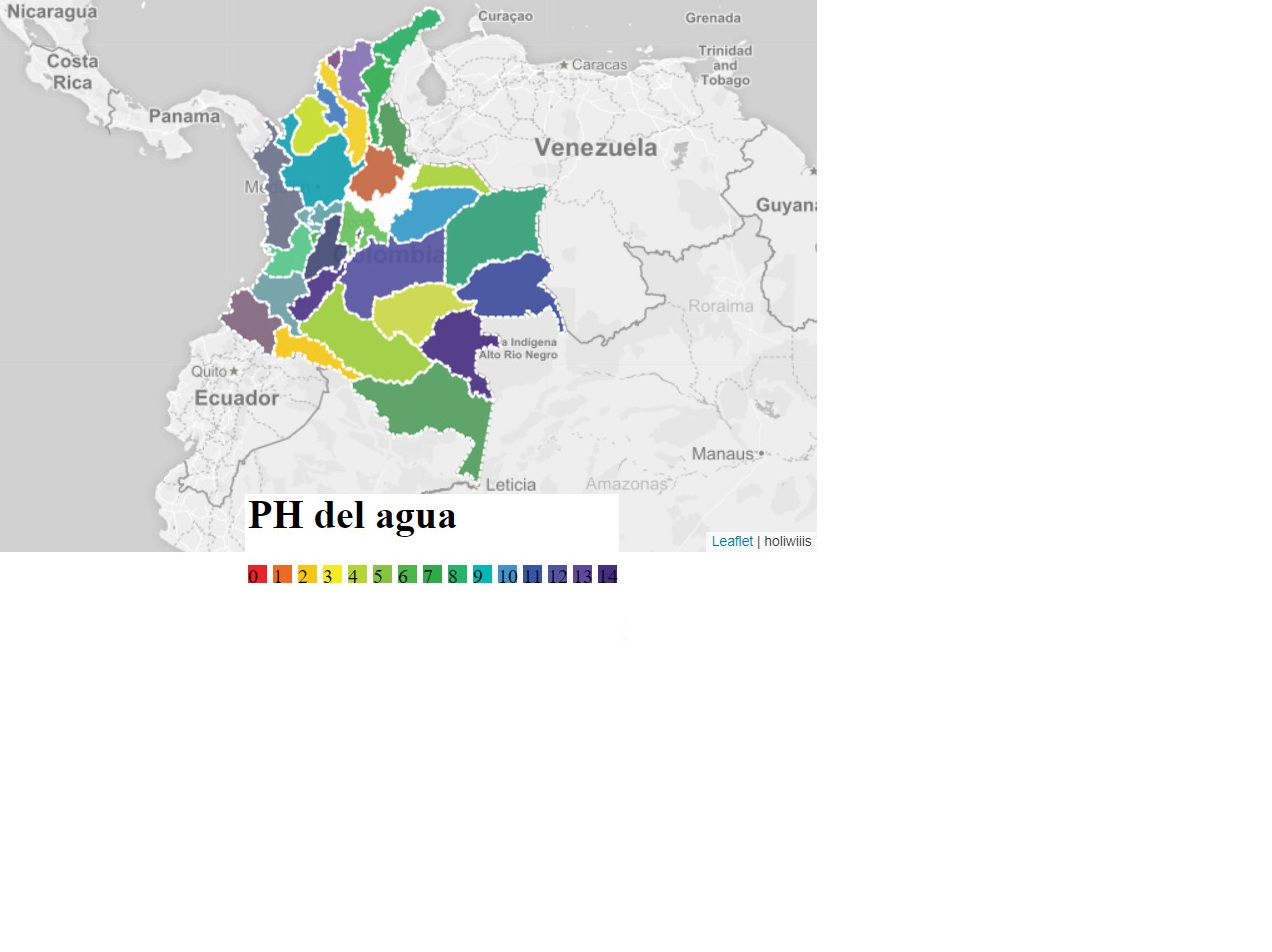 Nicaragua
Curaçao
Grenada
Costa
Rica
Caracas
Trinidad
and
Tobago
Panama
Venezuela
Guyana
Colombia
Roraima
a Indigena
Alto Rio Negro
Quito
Ecuador
Manaus
Leticia
Amazonas
PH del agua
Leaflet | holiwiiis
0 1 2 3 4 5 6 7 8 9 10 11 12 13 14